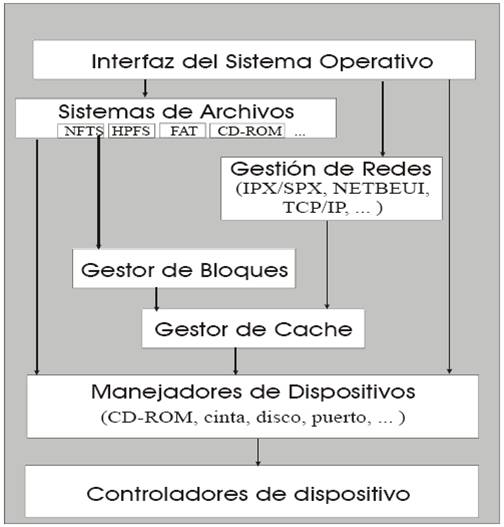 Interfaz del Sistema Operativo
Sistemas de Archivos
NFTS HPFS FAT CD-ROM ...
Gestión de Redes
(IPX/SPX, NETBEUI,
TCP/IP, ... )
Gestor de Bloques
Gestor de Cache
Manejadores de Dispositivos
(CD-ROM, cinta, disco, puerto, ... )
Controladores de dispositivo